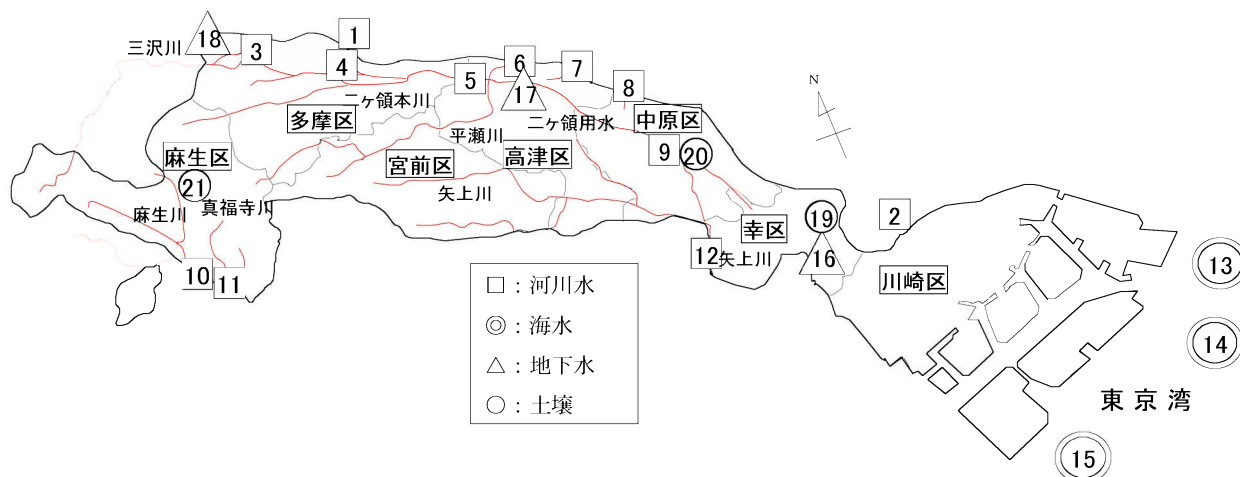 18
1
三沢川
3
4
6
5
7
8
17
二ヶ領本川
多摩区
二ヶ領用水
中原区
平瀬川
麻生区
宮前区
高津区
9
20
21
麻生川
真福寺川
矢上川
N
19
2
幸区
12
矢上川
16
川崎区
10
11
13
14
15
東京湾
□：河川水
◎：海水
△：地下水
○：土壌